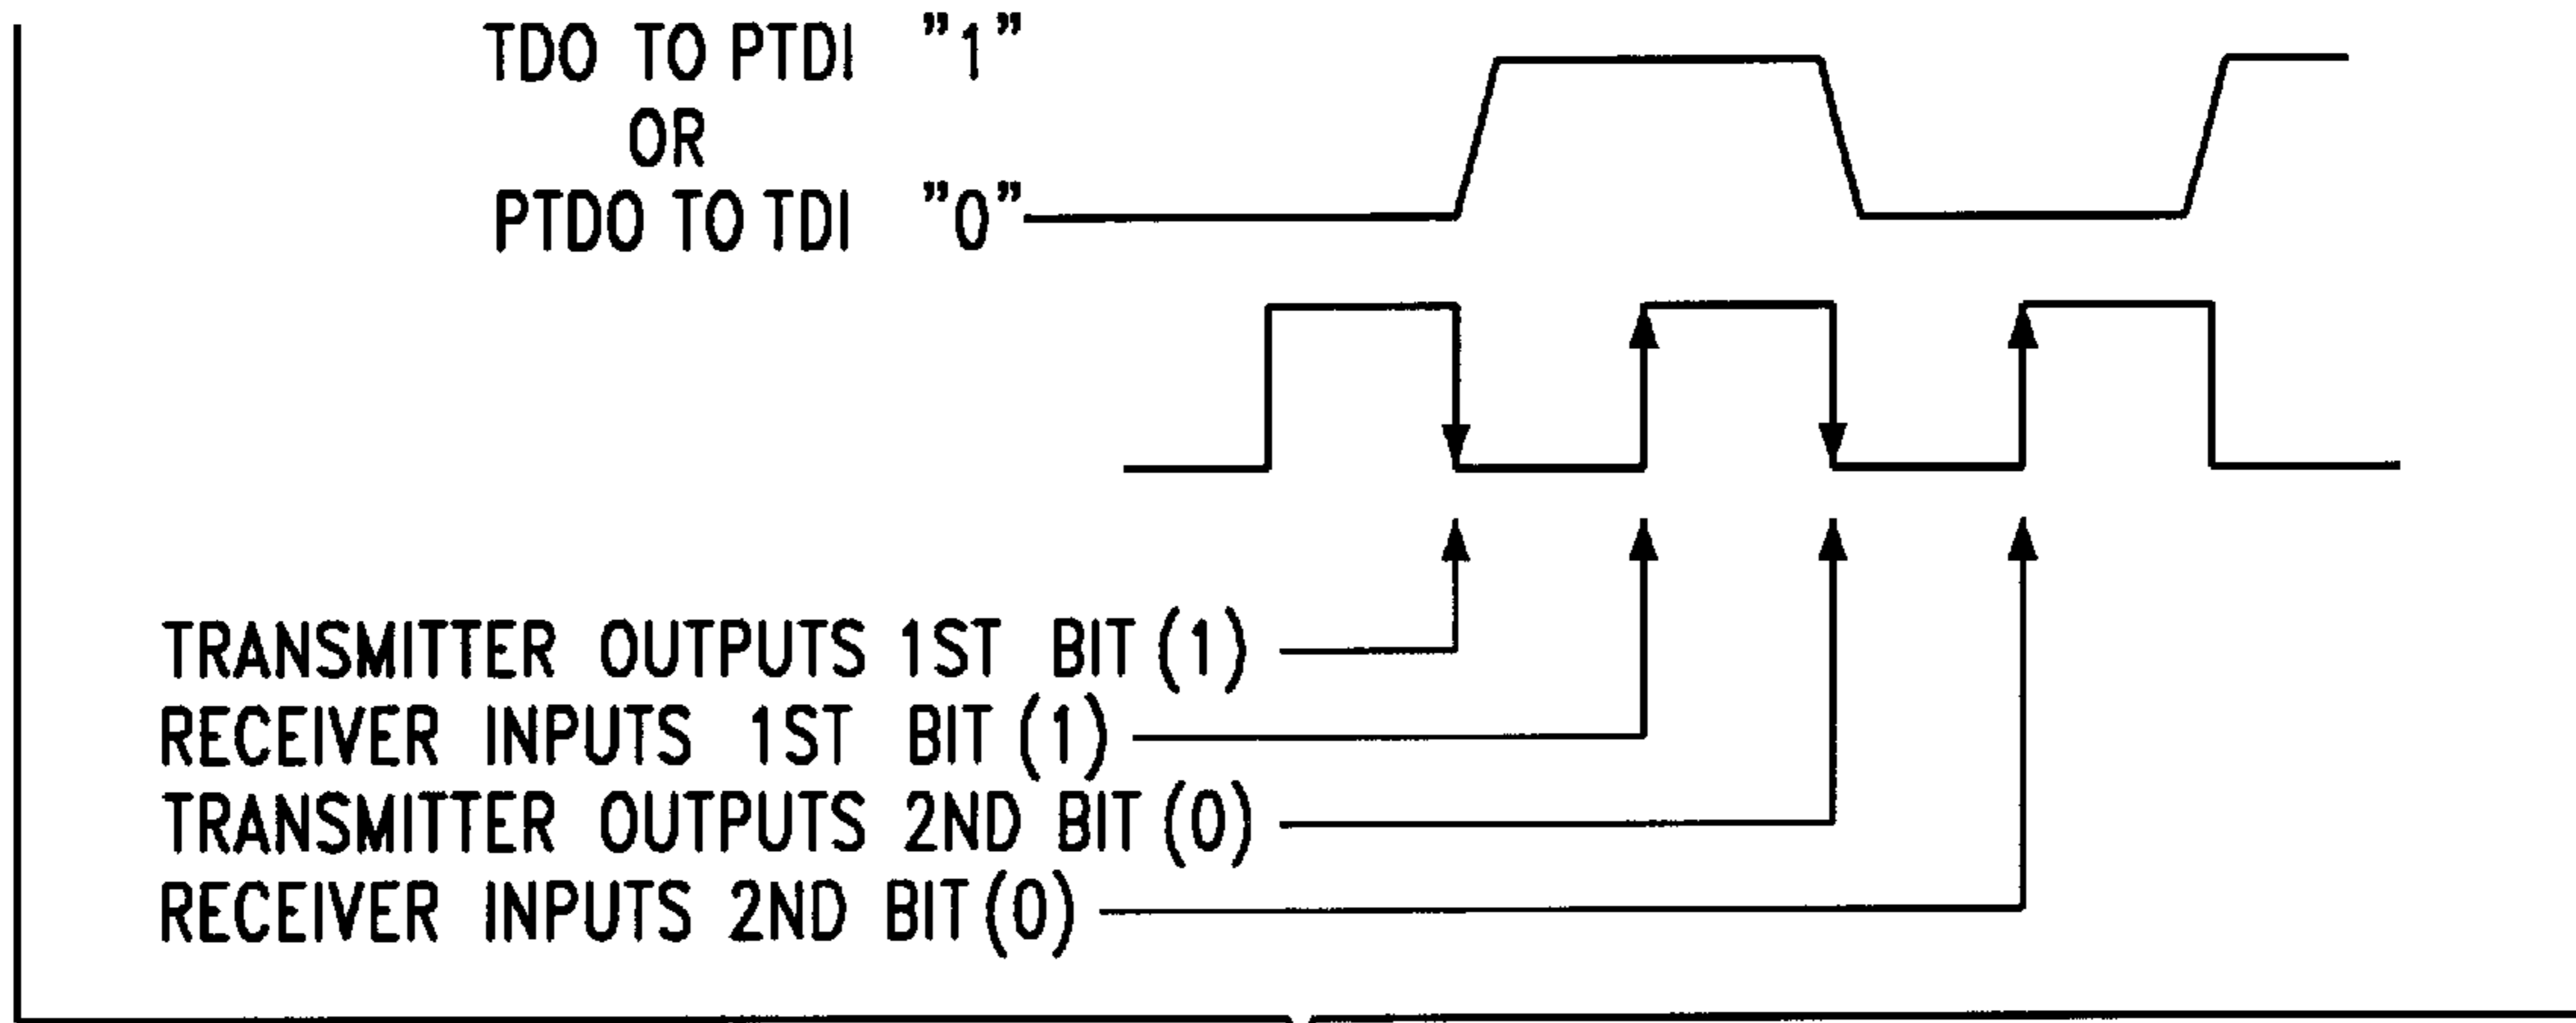 TDO TO PTDI "1"
OR
PTDO TO TDI "0"
TRANSMITTER OUTPUTS 1ST BIT (1)
RECEIVER INPUTS 1ST BIT (1)
TRANSMITTER OUTPUTS 2ND BIT (0)
RECEIVER INPUTS 2ND BIT (0)